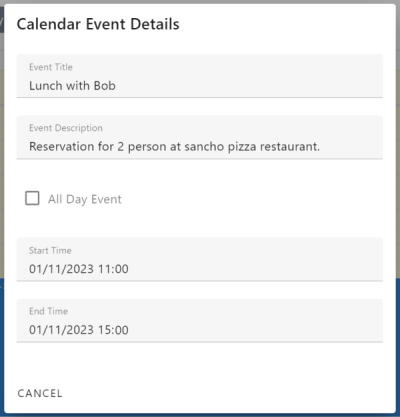 Calendar Event Details
Event Title
Lunch with Bob
Event Description
Reservation for 2 person at sancho pizza restaurant.
All Day Event
Start Time
01/11/2023 11:00
End Time
01/11/2023 15:00
CANCEL